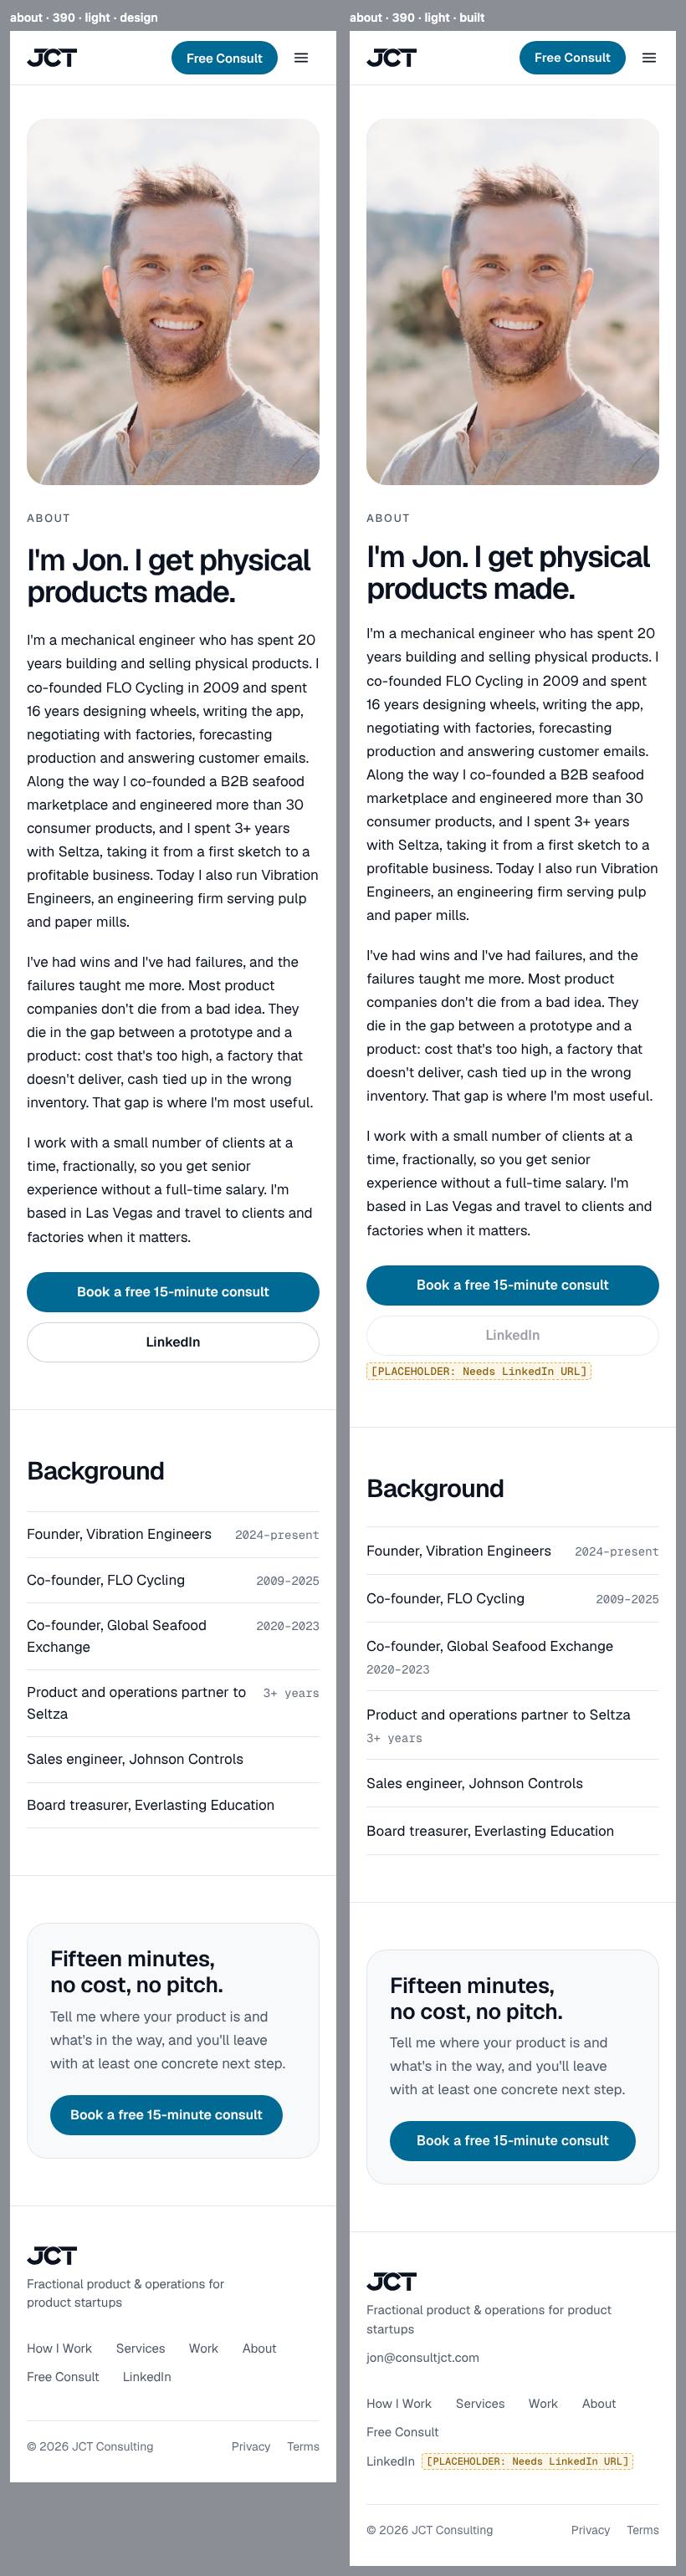 about · 390 · light · design
JCT
Free Consult
ABOUT
I'm Jon. I get physical
products made.
I'm a mechanical engineer who has spent 20
years building and selling physical products. I
co-founded FLO Cycling in 2009 and spent
16 years designing wheels, writing the app,
negotiating with factories, forecasting
production and answering customer emails.
Along the way I co-founded a B2B seafood
marketplace and engineered more than 30
consumer products, and I spent 3+ years
with Seltza, taking it from a first sketch to a
profitable business. Today I also run Vibration
Engineers, an engineering firm serving pulp
and paper mills.
I've had wins and I've had failures, and the
failures taught me more. Most product
companies don't die from a bad idea. They
die in the gap between a prototype and a
product: cost that's too high, a factory that
doesn't deliver, cash tied up in the wrong
inventory. That gap is where I'm most useful.
I work with a small number of clients at a
time, fractionally, so you get senior
experience without a full-time salary. I'm
based in Las Vegas and travel to clients and
factories when it matters.
Book a free 15-minute consult
LinkedIn
Background
Founder, Vibration Engineers 2024–present
Co-founder, FLO Cycling 2009–2025
Co-founder, Global Seafood 2020–2023
Exchange
Product and operations partner to 3+ years
Seltza
Sales engineer, Johnson Controls
Board treasurer, Everlasting Education
Fifteen minutes,
no cost, no pitch.
Tell me where your product is and
what's in the way, and you'll leave
with at least one concrete next step.
Book a free 15-minute consult
JCT
Fractional product & operations for
product startups
How I Work Services Work About
Free Consult LinkedIn
© 2026 JCT Consulting Privacy Terms
about · 390 · light · built
JCT
Free Consult
ABOUT
I'm Jon. I get physical
products made.
I'm a mechanical engineer who has spent 20
years building and selling physical products. I
co-founded FLO Cycling in 2009 and spent
16 years designing wheels, writing the app,
negotiating with factories, forecasting
production and answering customer emails.
Along the way I co-founded a B2B seafood
marketplace and engineered more than 30
consumer products, and I spent 3+ years
with Seltza, taking it from a first sketch to a
profitable business. Today I also run Vibration
Engineers, an engineering firm serving pulp
and paper mills.
I've had wins and I've had failures, and the
failures taught me more. Most product
companies don't die from a bad idea. They
die in the gap between a prototype and a
product: cost that's too high, a factory that
doesn't deliver, cash tied up in the wrong
inventory. That gap is where I'm most useful.
I work with a small number of clients at a
time, fractionally, so you get senior
experience without a full-time salary. I'm
based in Las Vegas and travel to clients and
factories when it matters.
Book a free 15-minute consult
LinkedIn
[PLACEHOLDER: Needs LinkedIn URL]
Background
Founder, Vibration Engineers 2024–present
Co-founder, FLO Cycling 2009–2025
Co-founder, Global Seafood Exchange
2020–2023
Product and operations partner to Seltza
3+ years
Sales engineer, Johnson Controls
Board treasurer, Everlasting Education
Fifteen minutes,
no cost, no pitch.
Tell me where your product is and
what's in the way, and you'll leave
with at least one concrete next step.
Book a free 15-minute consult
JCT
Fractional product & operations for product
startups
jon@consultjct.com
How I Work Services Work About
Free Consult
LinkedIn [PLACEHOLDER: Needs LinkedIn URL]
© 2026 JCT Consulting Privacy Terms